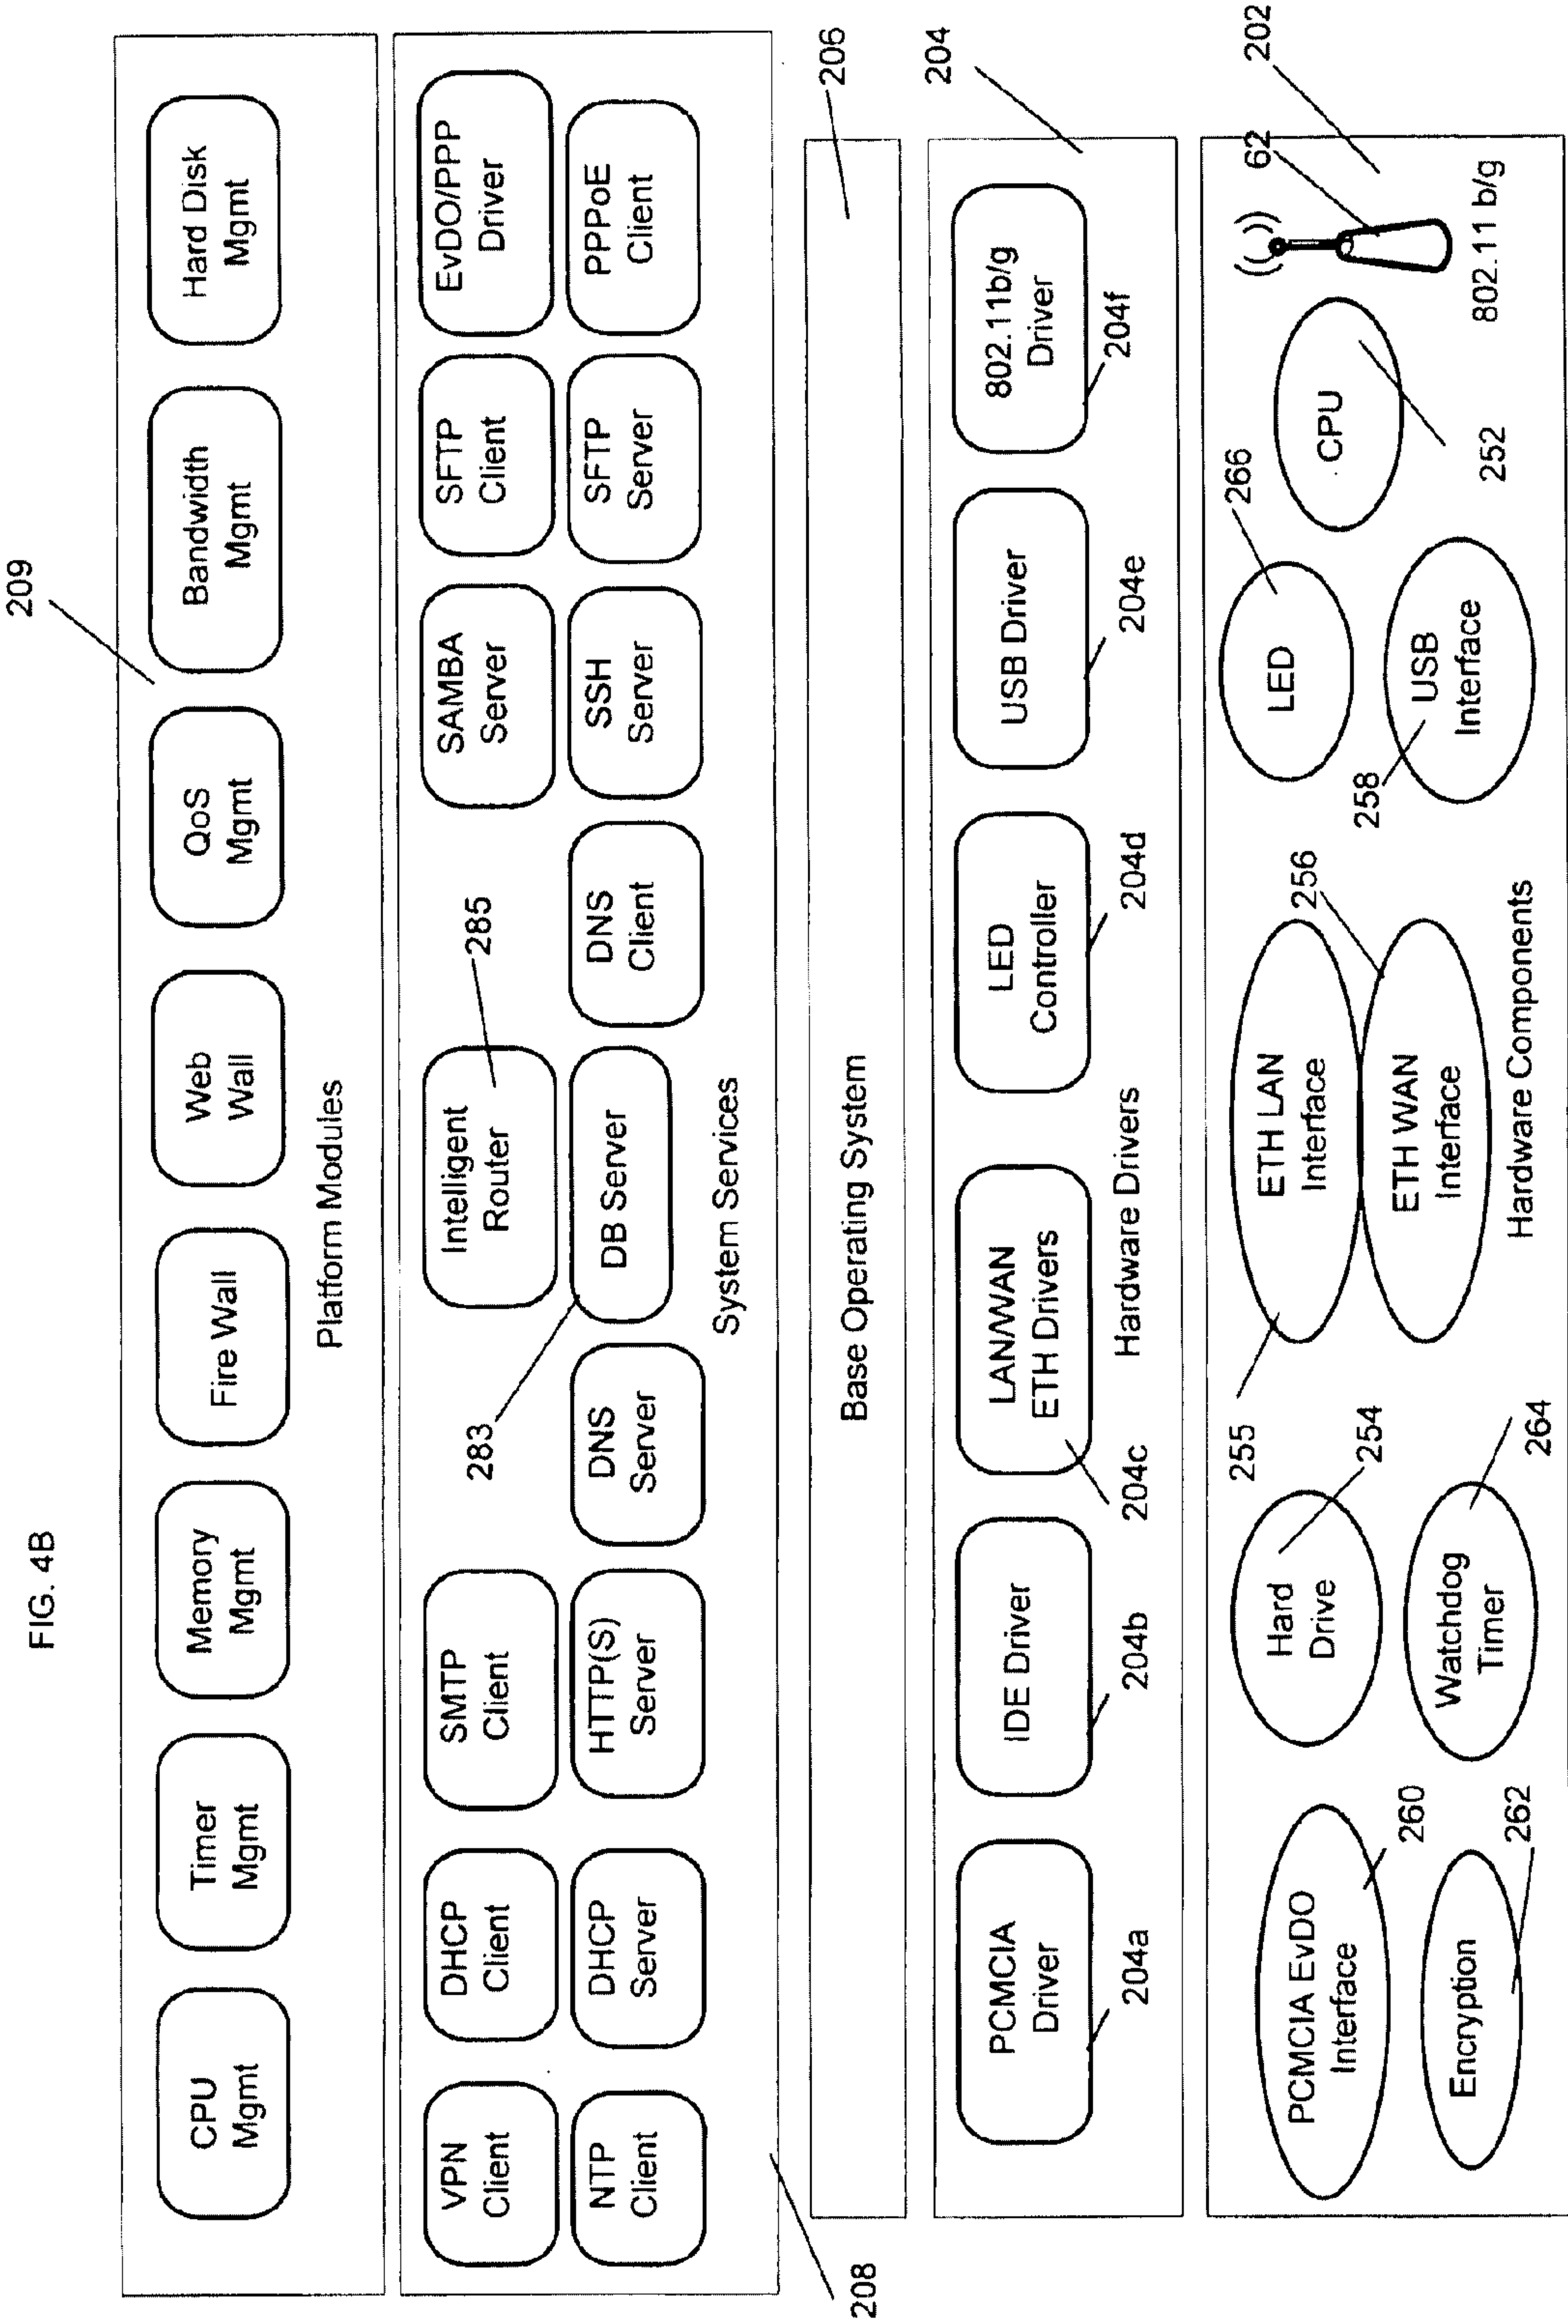 FIG. 4B
209
CPU
Mgmt
Timer
Mgmt
Memory
Mgmt
Fire Wall
Web
Wall
QoS
Mgmt
Bandwidth
Mgmt
Hard Disk
Mgmt
Platform Modules
VPN
Client
DHCP
Client
SMTP
Client
283
Intelligent
Router
285
SAMBA
Server
SFTP
Client
EvDO/PPP
Driver
NTP
Client
DHCP
Server
HTTP(S)
Server
DNS
Server
DB Server
DNS
Client
SSH
Server
SFTP
Server
PPPoE
Client
System Services
208
206
Base Operating System
204
PCMCIA
Driver
IDE Driver
LAN/WAN
ETH Drivers
LED
Controller
USB Driver
802.11b/g
Driver
204a
204b
204c
Hardware Drivers
204d
204e
204f
202
255
266
62
PCMCIA EvDO
Interface
Hard
Drive
254
ETH LAN
Interface
256
LED
CPU
258
260
ETH WAN
Interface
USB
Interface
252
802.11 b/g
Encryption
262
Watchdog
Timer
264
Hardware Components